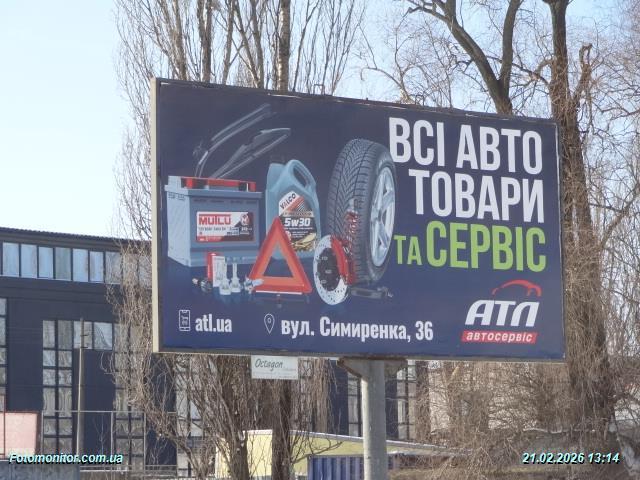 ВСІ АВТО
ТОВАРИ
ТА СЕРВІС
MUTLU
VILCO
5w30
atl.ua
вул. Симиренка, 36
АТЛ
автосервіс
Octagon
Fotomonitor.com.ua
21.02.2026 13:14